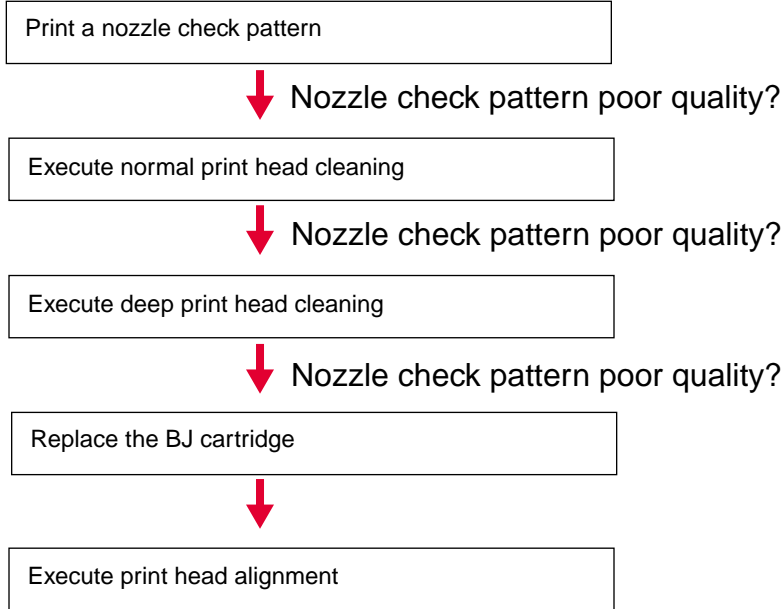 Print a nozzle check pattern
Nozzle check pattern poor quality?
Execute normal print head cleaning
Nozzle check pattern poor quality?
Execute deep print head cleaning
Nozzle check pattern poor quality?
Replace the BJ cartridge
Execute print head alignment